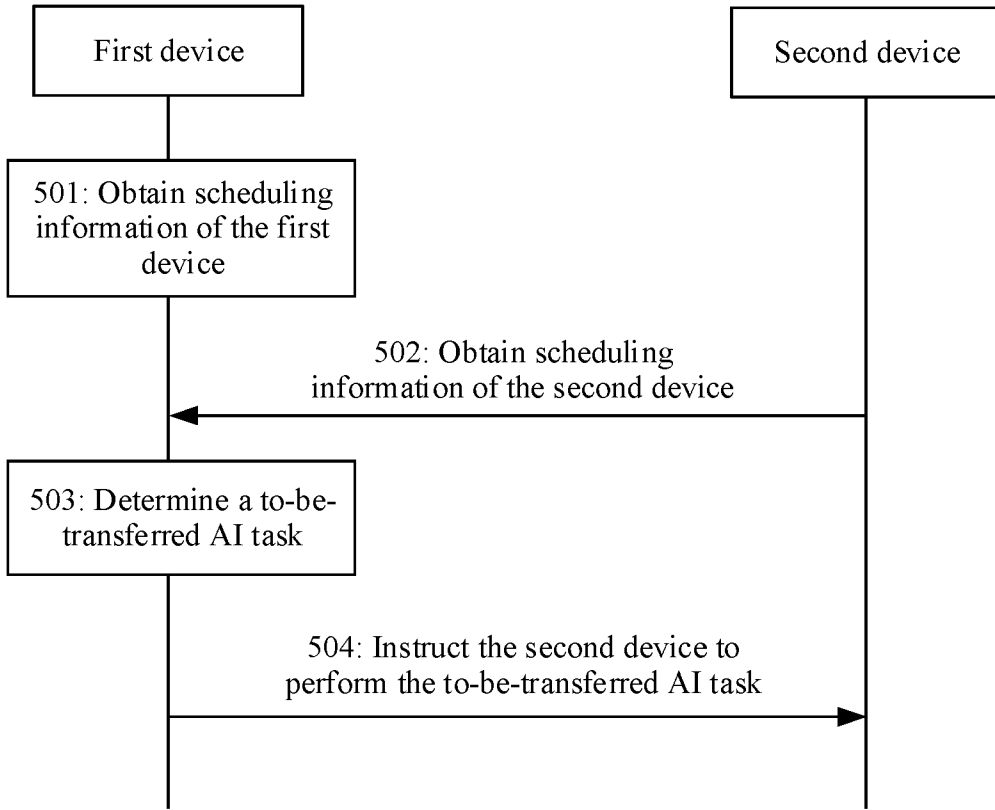 First device
Second device
501: Obtain scheduling
information of the first
device
502: Obtain scheduling
information of the second device
503: Determine a to-be-
transferred AI task
504: Instruct the second device to
perform the to-be-transferred AI task